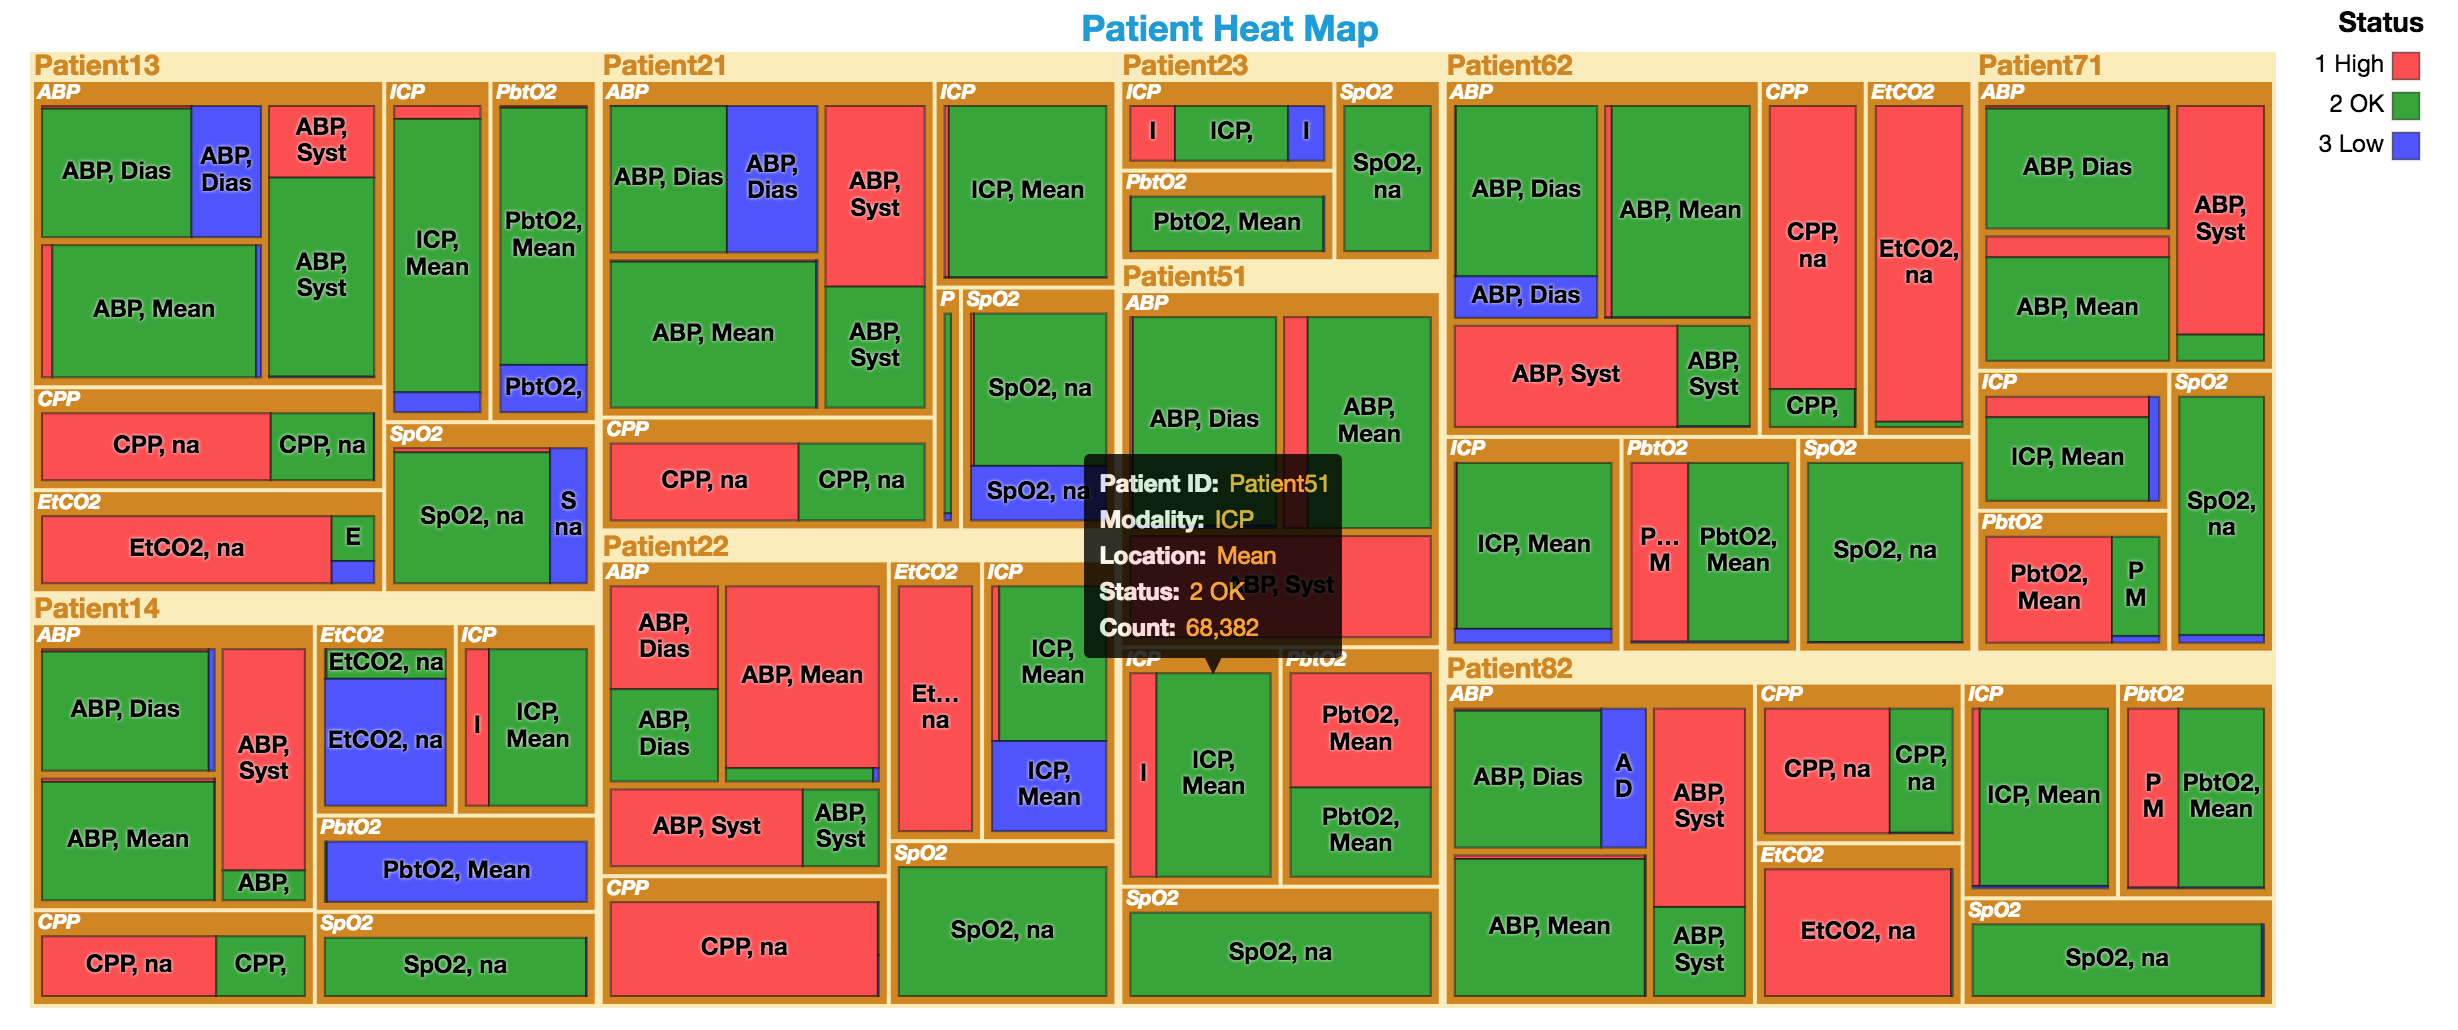 Patient Heat Map
Status
1 High
2 OK
3 Low
Patient13
ABP
ABP, Dias
ABP,
Dias
ABP,
Syst
ABP, Mean
ABP,
Syst
CPP
CPP, na
CPP, na
EtCO2
EtCO2, na
E
ICP
ICP,
Mean
PbtO2
PbtO2,
Mean
PbtO2,
SpO2
SpO2, na
S
na
Patient14
ABP
ABP, Dias
ABP, Mean
ABP,
Syst
ABP,
CPP
CPP, na
CPP,
EtCO2
EtCO2, na
EtCO2, na
ICP
I
ICP,
Mean
PbtO2
PbtO2, Mean
SpO2
SpO2, na
Patient21
ABP
ABP, Dias
ABP,
Dias
ABP, Mean
ABP,
Syst
ABP,
Syst
CPP
CPP, na
CPP, na
ICP
ICP, Mean
P
SpO2
SpO2, na
SpO2, na
Patient22
ABP
ABP,
Dias
ABP,
Dias
ABP, Mean
ABP, Syst
ABP,
Syst
CPP
CPP, na
EtCO2
Et...
na
ICP
ICP,
Mean
ICP,
Mean
SpO2
SpO2, na
Patient23
ICP
I
ICP,
I
PbtO2
PbtO2, Mean
SpO2
SpO2,
na
Patient51
ABP
ABP, Dias
ABP,
Mean
ABP, Syst
Patient ID: Patient51
Modality: ICP
Location: Mean
Status: 2 OK
Count: 68,382
ICP
I
ICP,
Mean
PbtO2
PbtO2,
Mean
PbtO2,
Mean
SpO2
SpO2, na
Patient62
ABP
ABP, Dias
ABP, Dias
ABP, Mean
ABP, Syst
ABP,
Syst
CPP
CPP,
na
CPP,
EtCO2
EtCO2,
na
ICP
ICP, Mean
PbtO2
P...
M
PbtO2,
Mean
SpO2
SpO2, na
Patient71
ABP
ABP, Dias
ABP, Mean
ABP,
Syst
ICP
ICP, Mean
PbtO2
PbtO2,
Mean
P
M
SpO2
SpO2,
na
Patient82
ABP
ABP, Dias
A
D
ABP, Mean
ABP,
Syst
ABP,
Syst
CPP
CPP, na
CPP,
na
EtCO2
EtCO2, na
ICP
ICP, Mean
PbtO2
P
M
PbtO2,
Mean
SpO2
SpO2, na